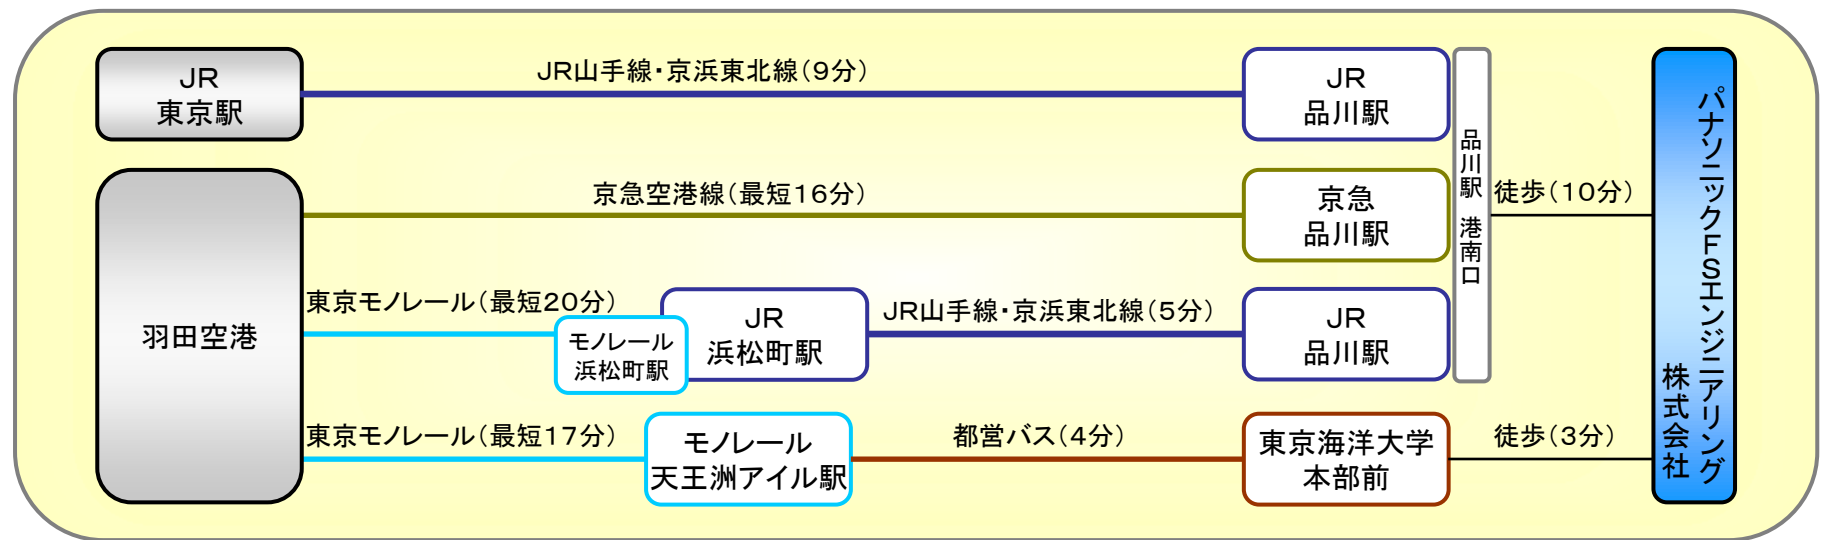 JR
東京駅
JR山手線・京浜東北線(9分)
JR
品川駅
羽田空港
京急空港線(最短16分)
京急
品川駅
東京モノレール(最短20分)
モノレール
浜松町駅
JR
浜松町駅
JR山手線・京浜東北線(5分)
JR
品川駅
東京モノレール(最短17分)
モノレール
天王洲アイル駅
都営バス(4分)
東京海洋大学
本部前
品川駅 港南口
徒歩(10分)
徒歩(3分)
パナソニックFSエンジニアリング
株式会社